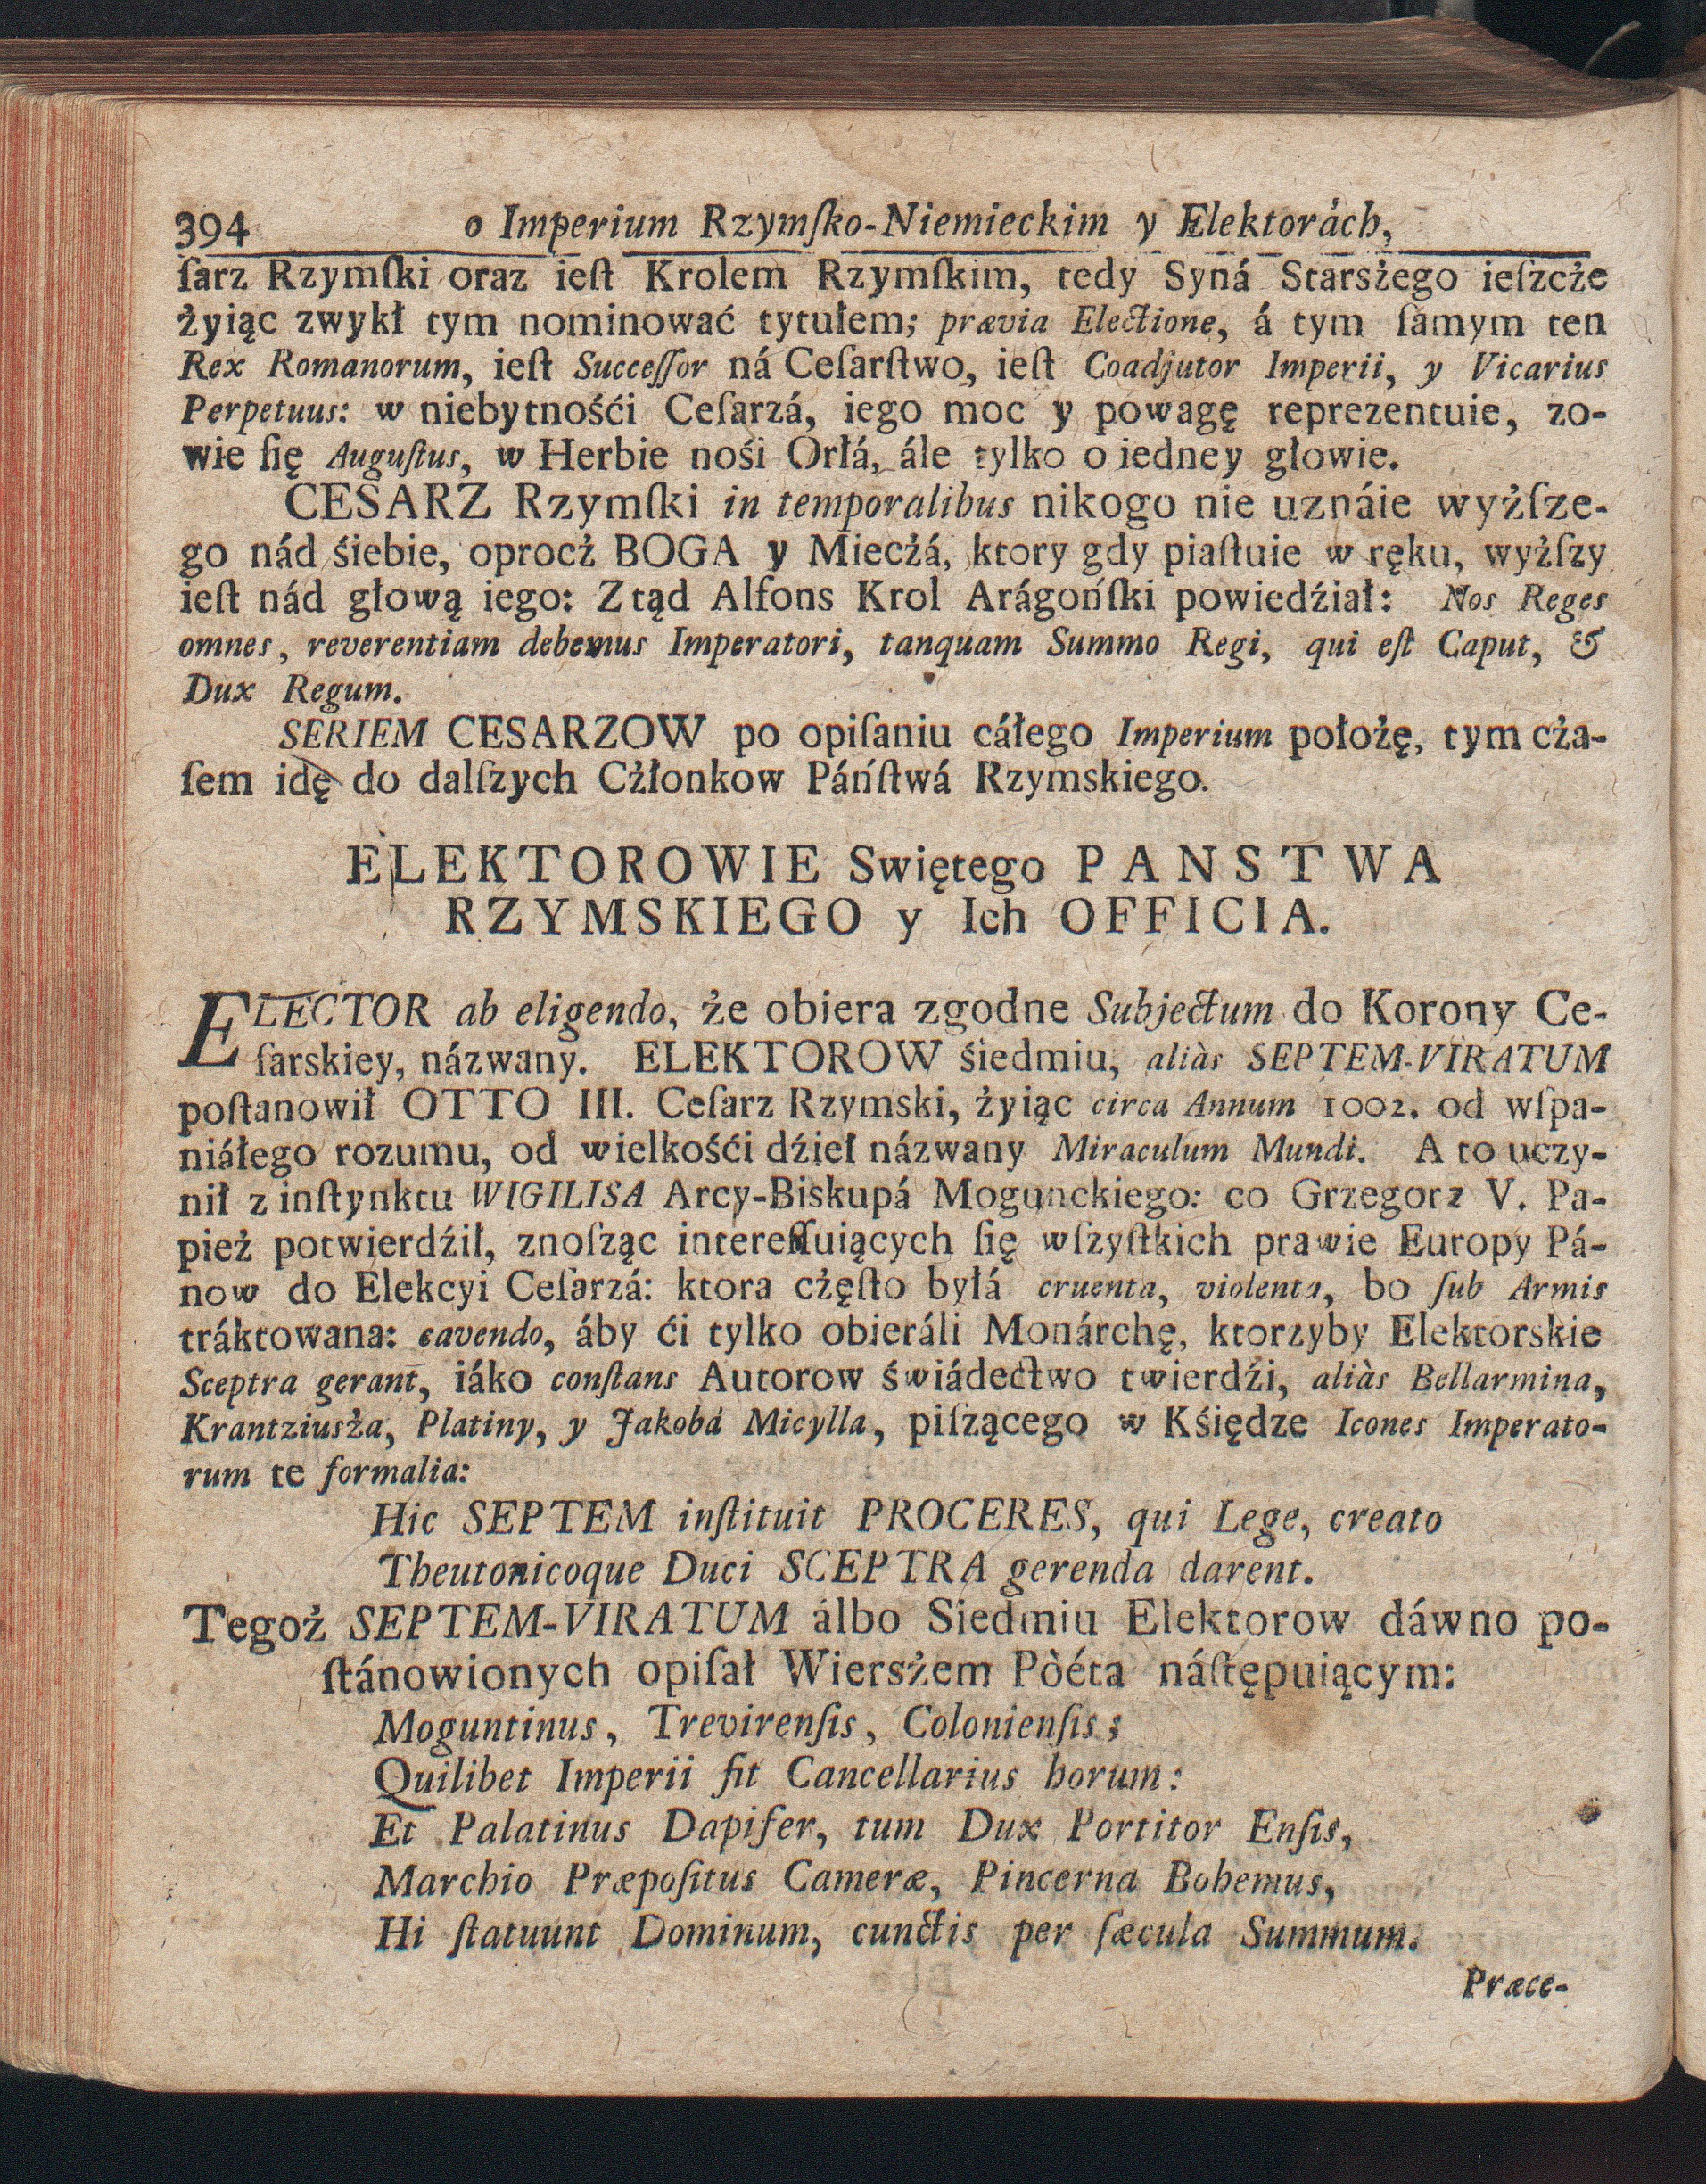 394 o Imperium Rzymſko-Niemieckim y Elektorách,
ſarz Rzymſki oraz ieſt Krolem Rzymſkim, tedy Syná Starsżego ieſzcże
żyiąc zwykł tym nominować tytułem; prævia Electione, á tym ſámym ten
Rex Romanorum, ieſt Succeſſor ná Ceſarſtwo, ieſt Coadjutor Imperii, y Vicarius
Perpetuus: w niebytnośći Ceſarzá, iego moc y powagę reprezentuie, zo-
wie ſię Auguſtus, w Herbie nośi Orłá, ále tylko o iedney głowie.
CESARZ Rzymſki in temporalibus nikogo nie uznáie wyżſze-
go nád śiebie, oprocż BOGA y Miecżá, ktory gdy piaſtuie w ręku, wyżſzy
ieſt nád głową iego: Ztąd Alfons Krol Arágońſki powiedźiał: Nos Reges
omnes, reverentiam debemus Imperatori, tanquam Summo Regi, qui eſt Caput, &
Dux Regum.
SERIEM CESARZOW po opiſaniu cáłego Imperium położę, tym cża-
ſem idę do dalſzych Cżłonkow Páńſtwá Rzymskiego.
ELEKTOROWIE Swiętego PANSTWA
RZYMSKIEGO y Ich OFFICIA.
ELECTOR ab eligendo, że obiera zgodne Subjectum do Korony Ce-
ſarskiey, názwany. ELEKTOROW śiedmiu, aliàs SEPTEM-VIRATUM
poſtanowił OTTO III. Ceſarz Rzymski, żyiąc circa Annum 1002. od wſpa-
niáłego rozumu, od wielkośći dźieł názwany Miraculum Mundi. A to uczy-
nił z inſtynktu WIGILISA Arcy-Biskupá Mogunckiego: co Grzegorz V. Pa-
pież potwierdźił, znoſząc intereſſuiących ſię wſzyſtkich prawie Europy Pá-
now do Elekcyi Ceſarzá: ktora cżęſto byłá cruenta, violenta, bo ſub Armis
tráktowana: cavendo, áby ći tylko obieráli Monárchę, ktorzyby Elektorskie
Sceptra gerant, iáko conſtans Autorow świádectwo twierdźi, aliàs Bellarmina,
Krantziusża, Platiny, y Jakobá Micylla, piſzącego w Kśiędze Icones Imperato-
rum te formalia:
Hic SEPTEM inſtituit PROCERES, qui Lege, creato
Theutonicoque Duci SCEPTRA gerenda darent.
Tegoż SEPTEM-VIRATUM álbo Siedmiu Elektorow dáwno po-
ſtánowionych opiſał Wiersżem Pòéta náſtępuiącym:
Moguntinus, Trevirenſis, Colonienſis;
Quilibet Imperii fit Cancellarius horum:
Et Palatinus Dapifer, tum Dux Portitor Enſis,
Marchio Præpoſitus Cameræ, Pincerna Bohemus,
Hi ſtatuunt Dominum, cunctis per ſæcula Summum.
Præce-